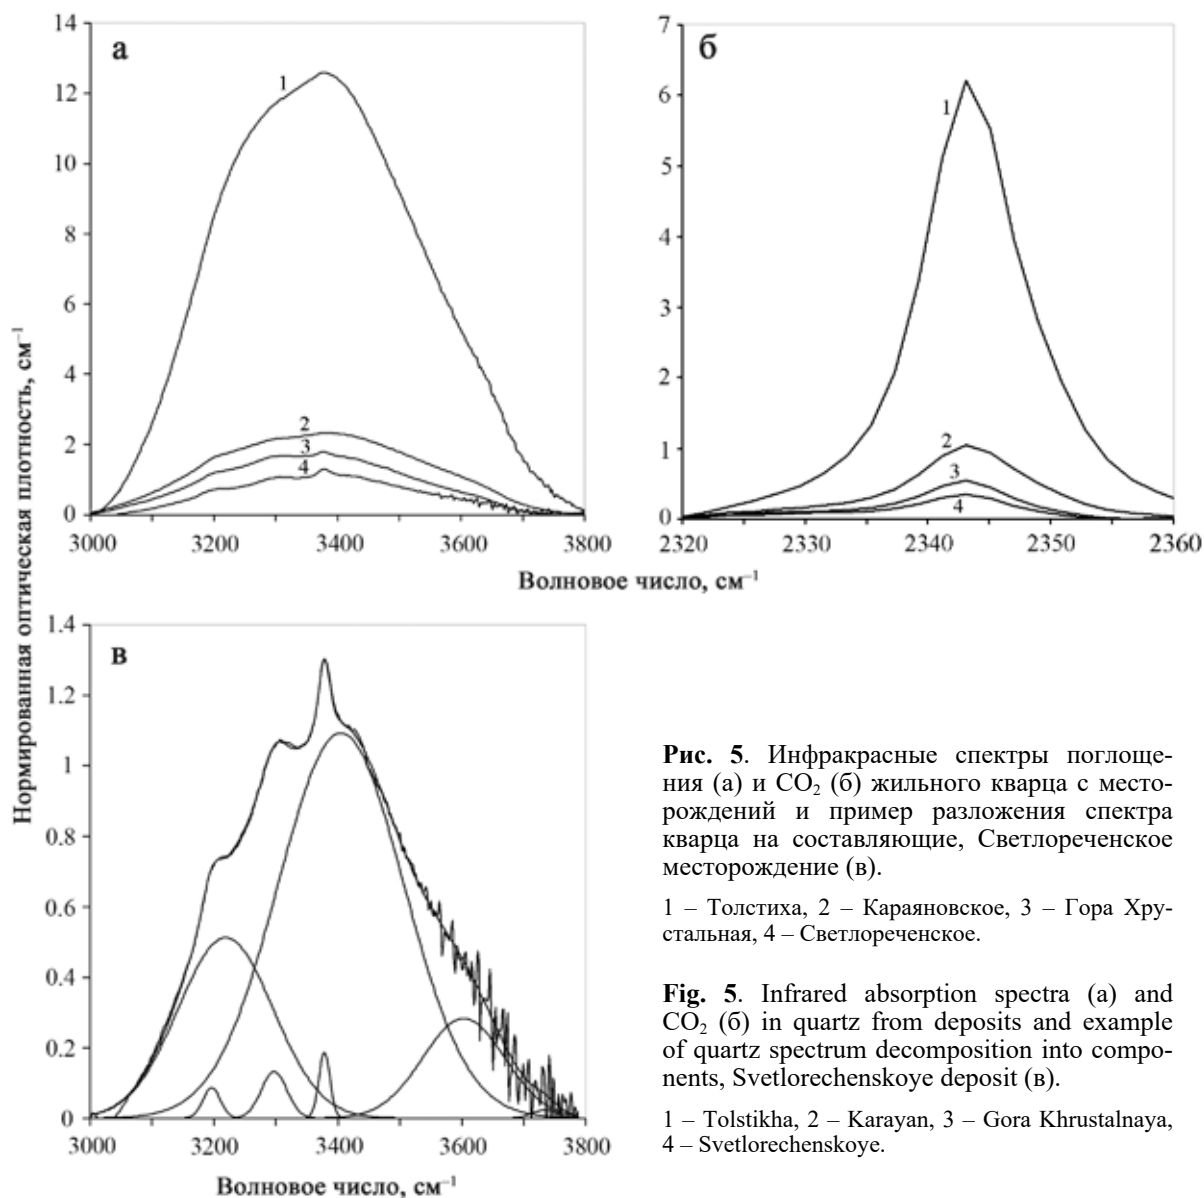 Нормированная оптическая плотность, см⁻¹
а
14
12
10
8
6
4
2
0
1
2
3
4
3000 3200 3400 3600 3800
б
7
6
5
4
3
2
1
0
1
2
3
4
2320 2330 2340 2350 2360
Волновое число, см⁻¹
в
1.4
1.2
1
0.8
0.6
0.4
0.2
0
3000 3200 3400 3600 3800
Волновое число, см⁻¹
Рис. 5. Инфракрасные спектры поглоще-
ния (а) и CO₂ (б) жильного кварца с место-
рождений и пример разложения спектра
кварца на составляющие, Светлореченское
месторождение (в).
1 – Толстиха, 2 – Караяновское, 3 – Гора Хру-
стальная, 4 – Светлореченское.
Fig. 5. Infrared absorption spectra (а) and
CO₂ (б) in quartz from deposits and example
of quartz spectrum decomposition into compo-
nents, Svetlorechenskoye deposit (в).
1 – Tolstikha, 2 – Karayan, 3 – Gora Khrustalnaya,
4 – Svetlorechenskoye.